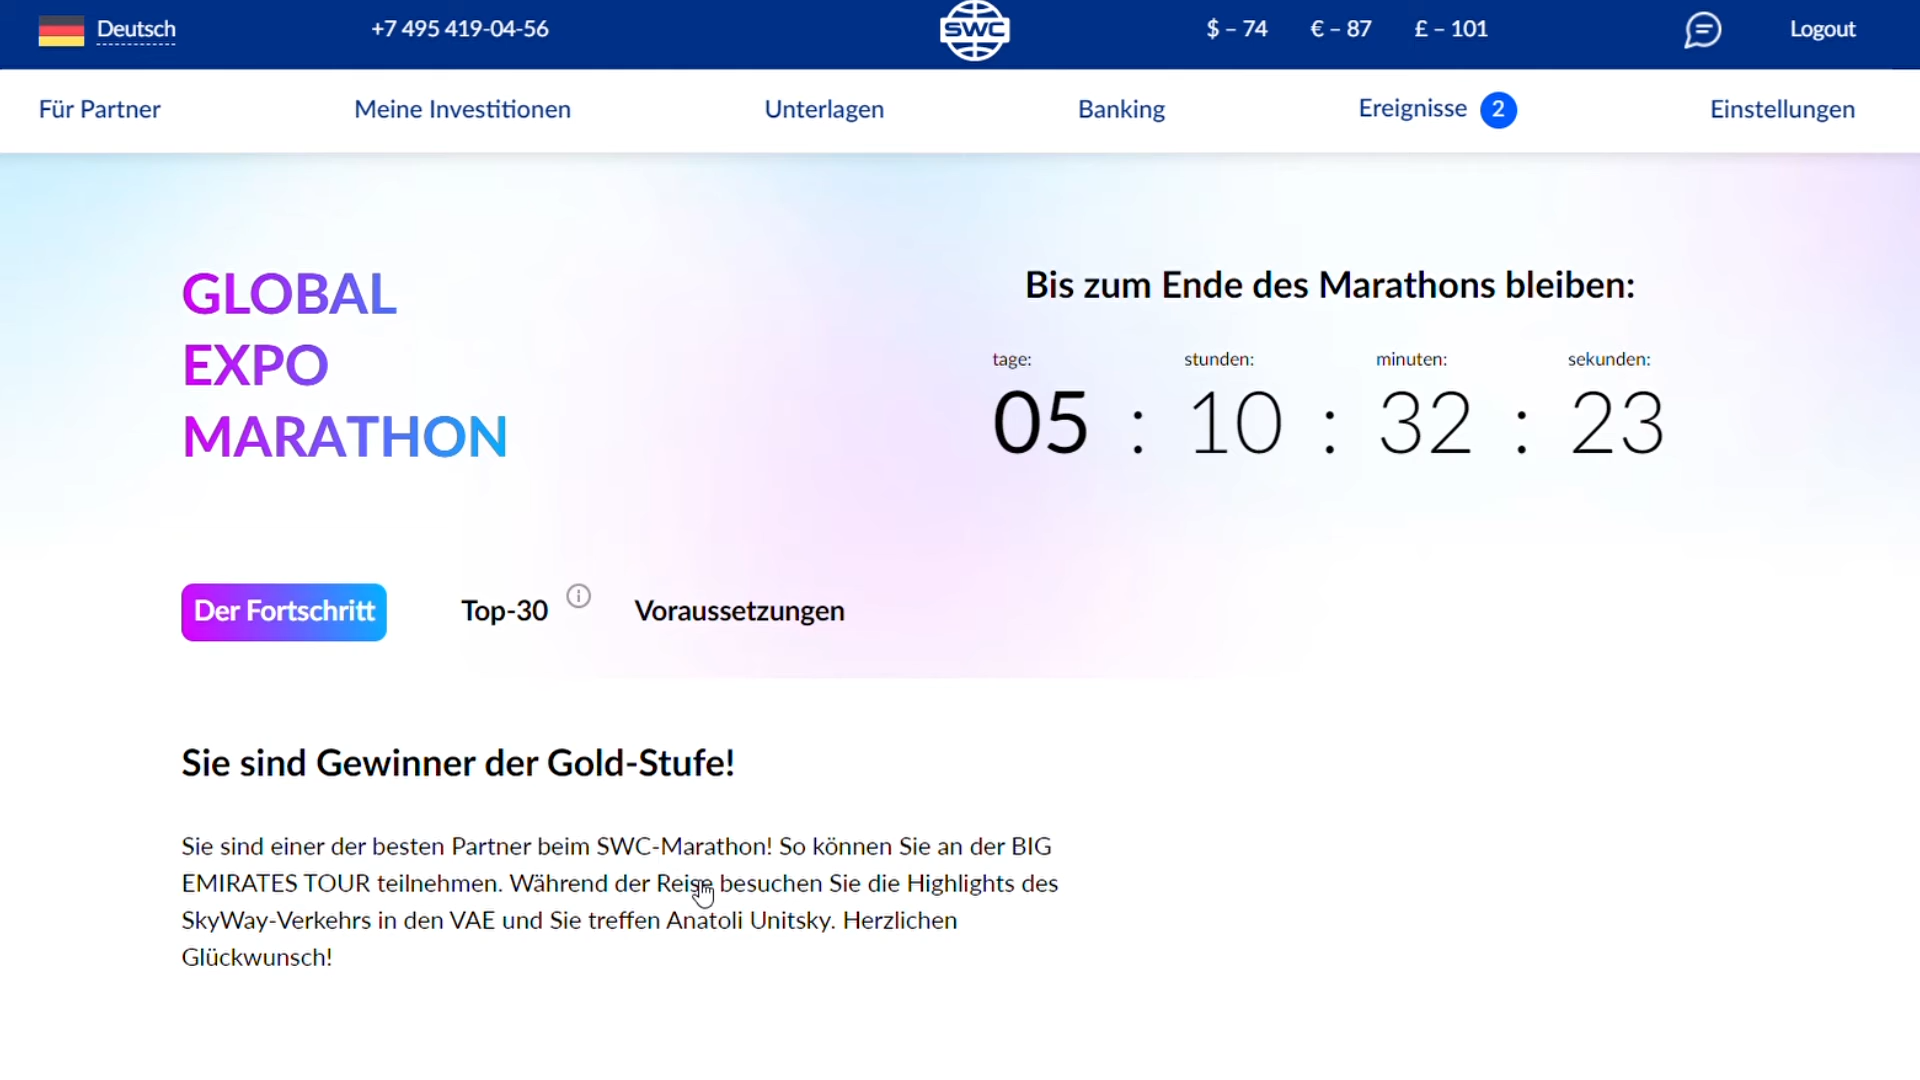 Deutsch
+7 495 419-04-56
SWC
$ – 74
€ – 87
£ – 101
Logout
Für Partner
Meine Investitionen
Unterlagen
Banking
Ereignisse 2
Einstellungen
GLOBAL
EXPO
MARATHON
Bis zum Ende des Marathons bleiben:
tage: stunden: minuten: sekunden:
05 : 10 : 32 : 23
Der Fortschritt
Top-30
Voraussetzungen
Sie sind Gewinner der Gold-Stufe!
Sie sind einer der besten Partner beim SWC-Marathon! So können Sie an der BIG
EMIRATES TOUR teilnehmen. Während der Reise besuchen Sie die Highlights des
SkyWay-Verkehrs in den VAE und Sie treffen Anatoli Unitsky. Herzlichen
Glückwunsch!